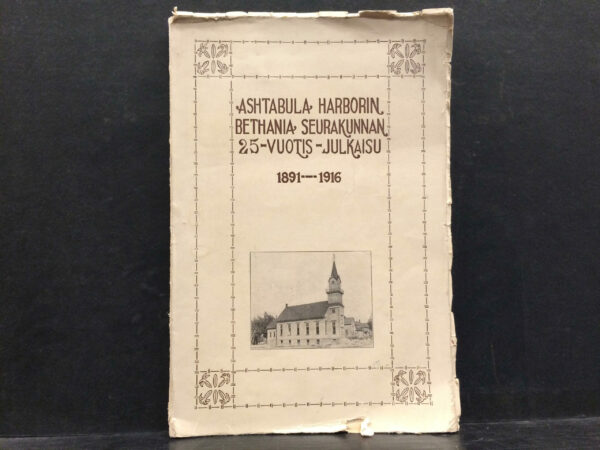 ASHTABULA HARBORIN
BETHANIA SEURAKUNNAN
25-VUOTIS-JULKAISU
1891—1916